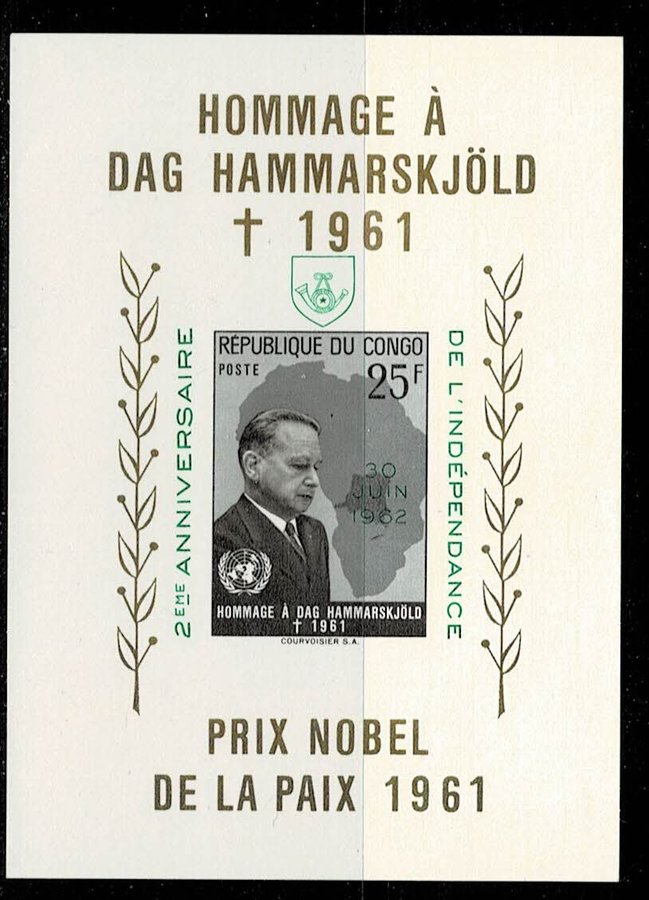 HOMMAGE À
DAG HAMMARSKJÖLD
† 1961
2EME ANNIVERSAIRE
DE L'INDÉPENDANCE
RÉPUBLIQUE DU CONGO
POSTE
25F
30
JUIN
1962
HOMMAGE À DAG HAMMARSKJÖLD
† 1961
COURVOISIER S.A.
PRIX NOBEL
DE LA PAIX 1961